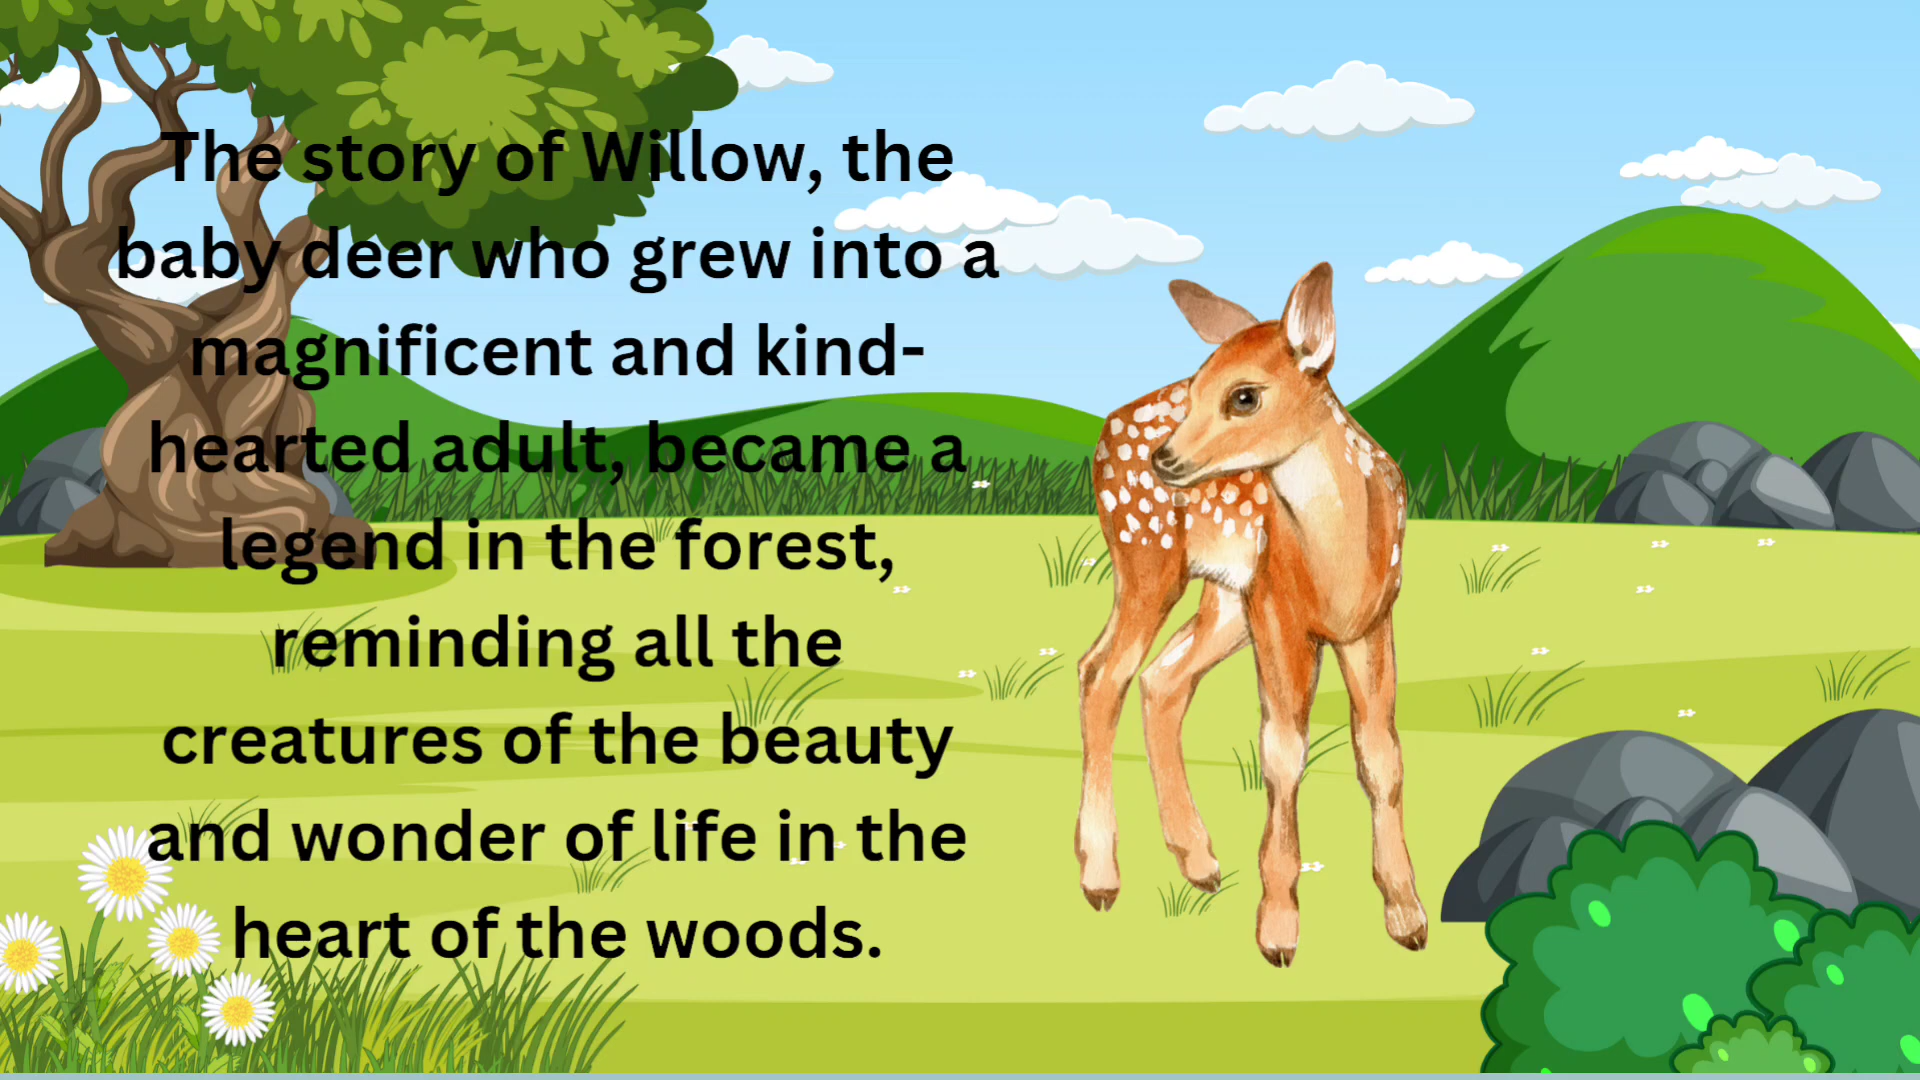 The story of Willow, the
baby deer who grew into a
magnificent and kind-
hearted adult, became a
legend in the forest,
reminding all the
creatures of the beauty
and wonder of life in the
heart of the woods.